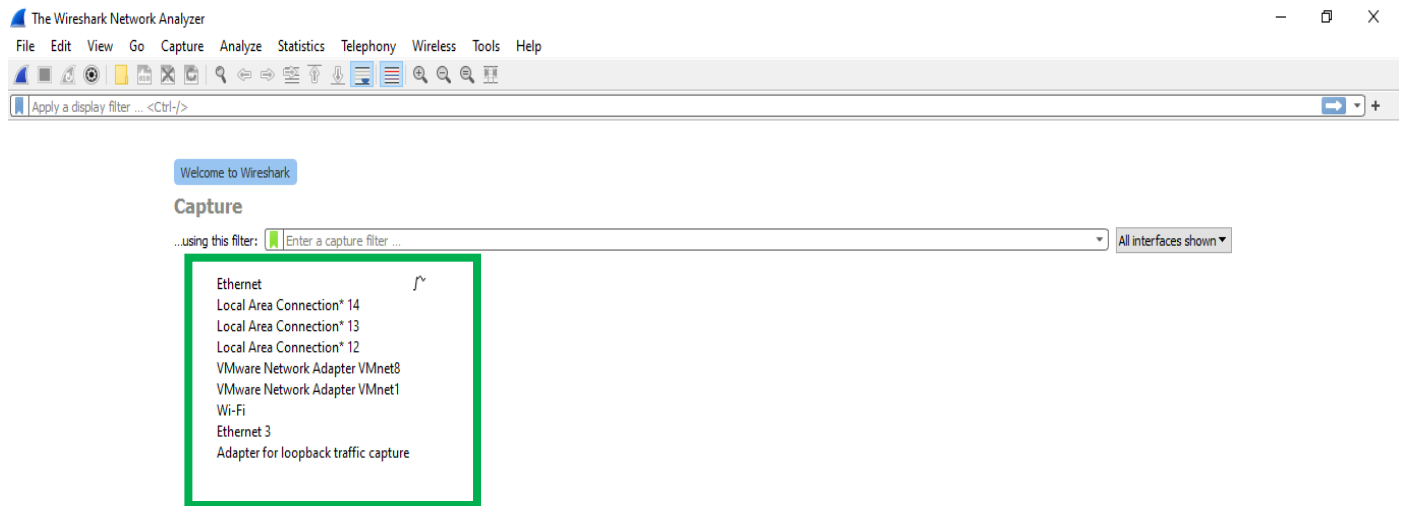 The Wireshark Network Analyzer
File Edit View Go Capture Analyze Statistics Telephony Wireless Tools Help
Apply a display filter ... <Ctrl-/>
+
Welcome to Wireshark
Capture
...using this filter: Enter a capture filter ... All interfaces shown
Ethernet
Local Area Connection* 14
Local Area Connection* 13
Local Area Connection* 12
VMware Network Adapter VMnet8
VMware Network Adapter VMnet1
Wi-Fi
Ethernet 3
Adapter for loopback traffic capture